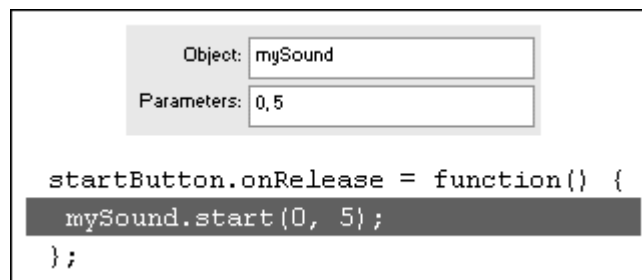 Object: mySound
Parameters: 0, 5
startButton.onRelease = function() {
mySound.start(0, 5);
};